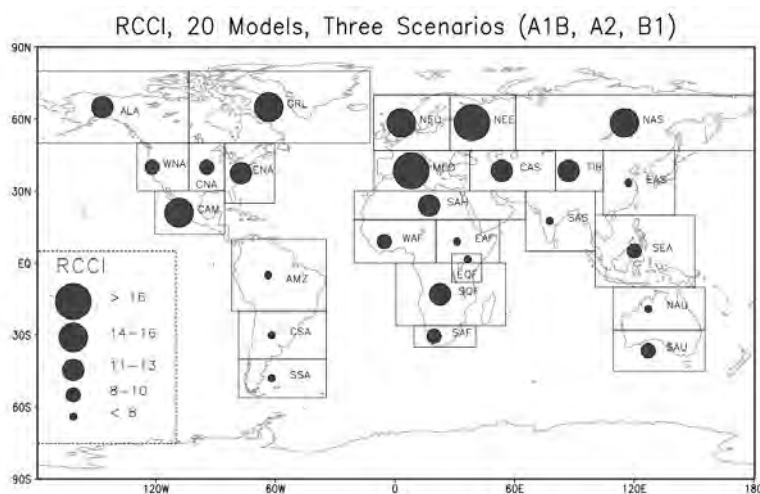 RCCI, 20 Models, Three Scenarios (A1B, A2, B1)
90N
60N
30N
EQ
30S
60S
90S
120W
60W
0
60E
120E
180
ALA
GRL
NEU
NEE
NAS
WNA
CNA
ENA
MED
CAS
TIB
EAS
CAM
SAH
SAS
WAF
EAF
SEA
EQF
AMZ
SQF
NAU
CSA
SAF
SAU
SSA
RCCI
> 16
14-16
11-13
8-10
< 8